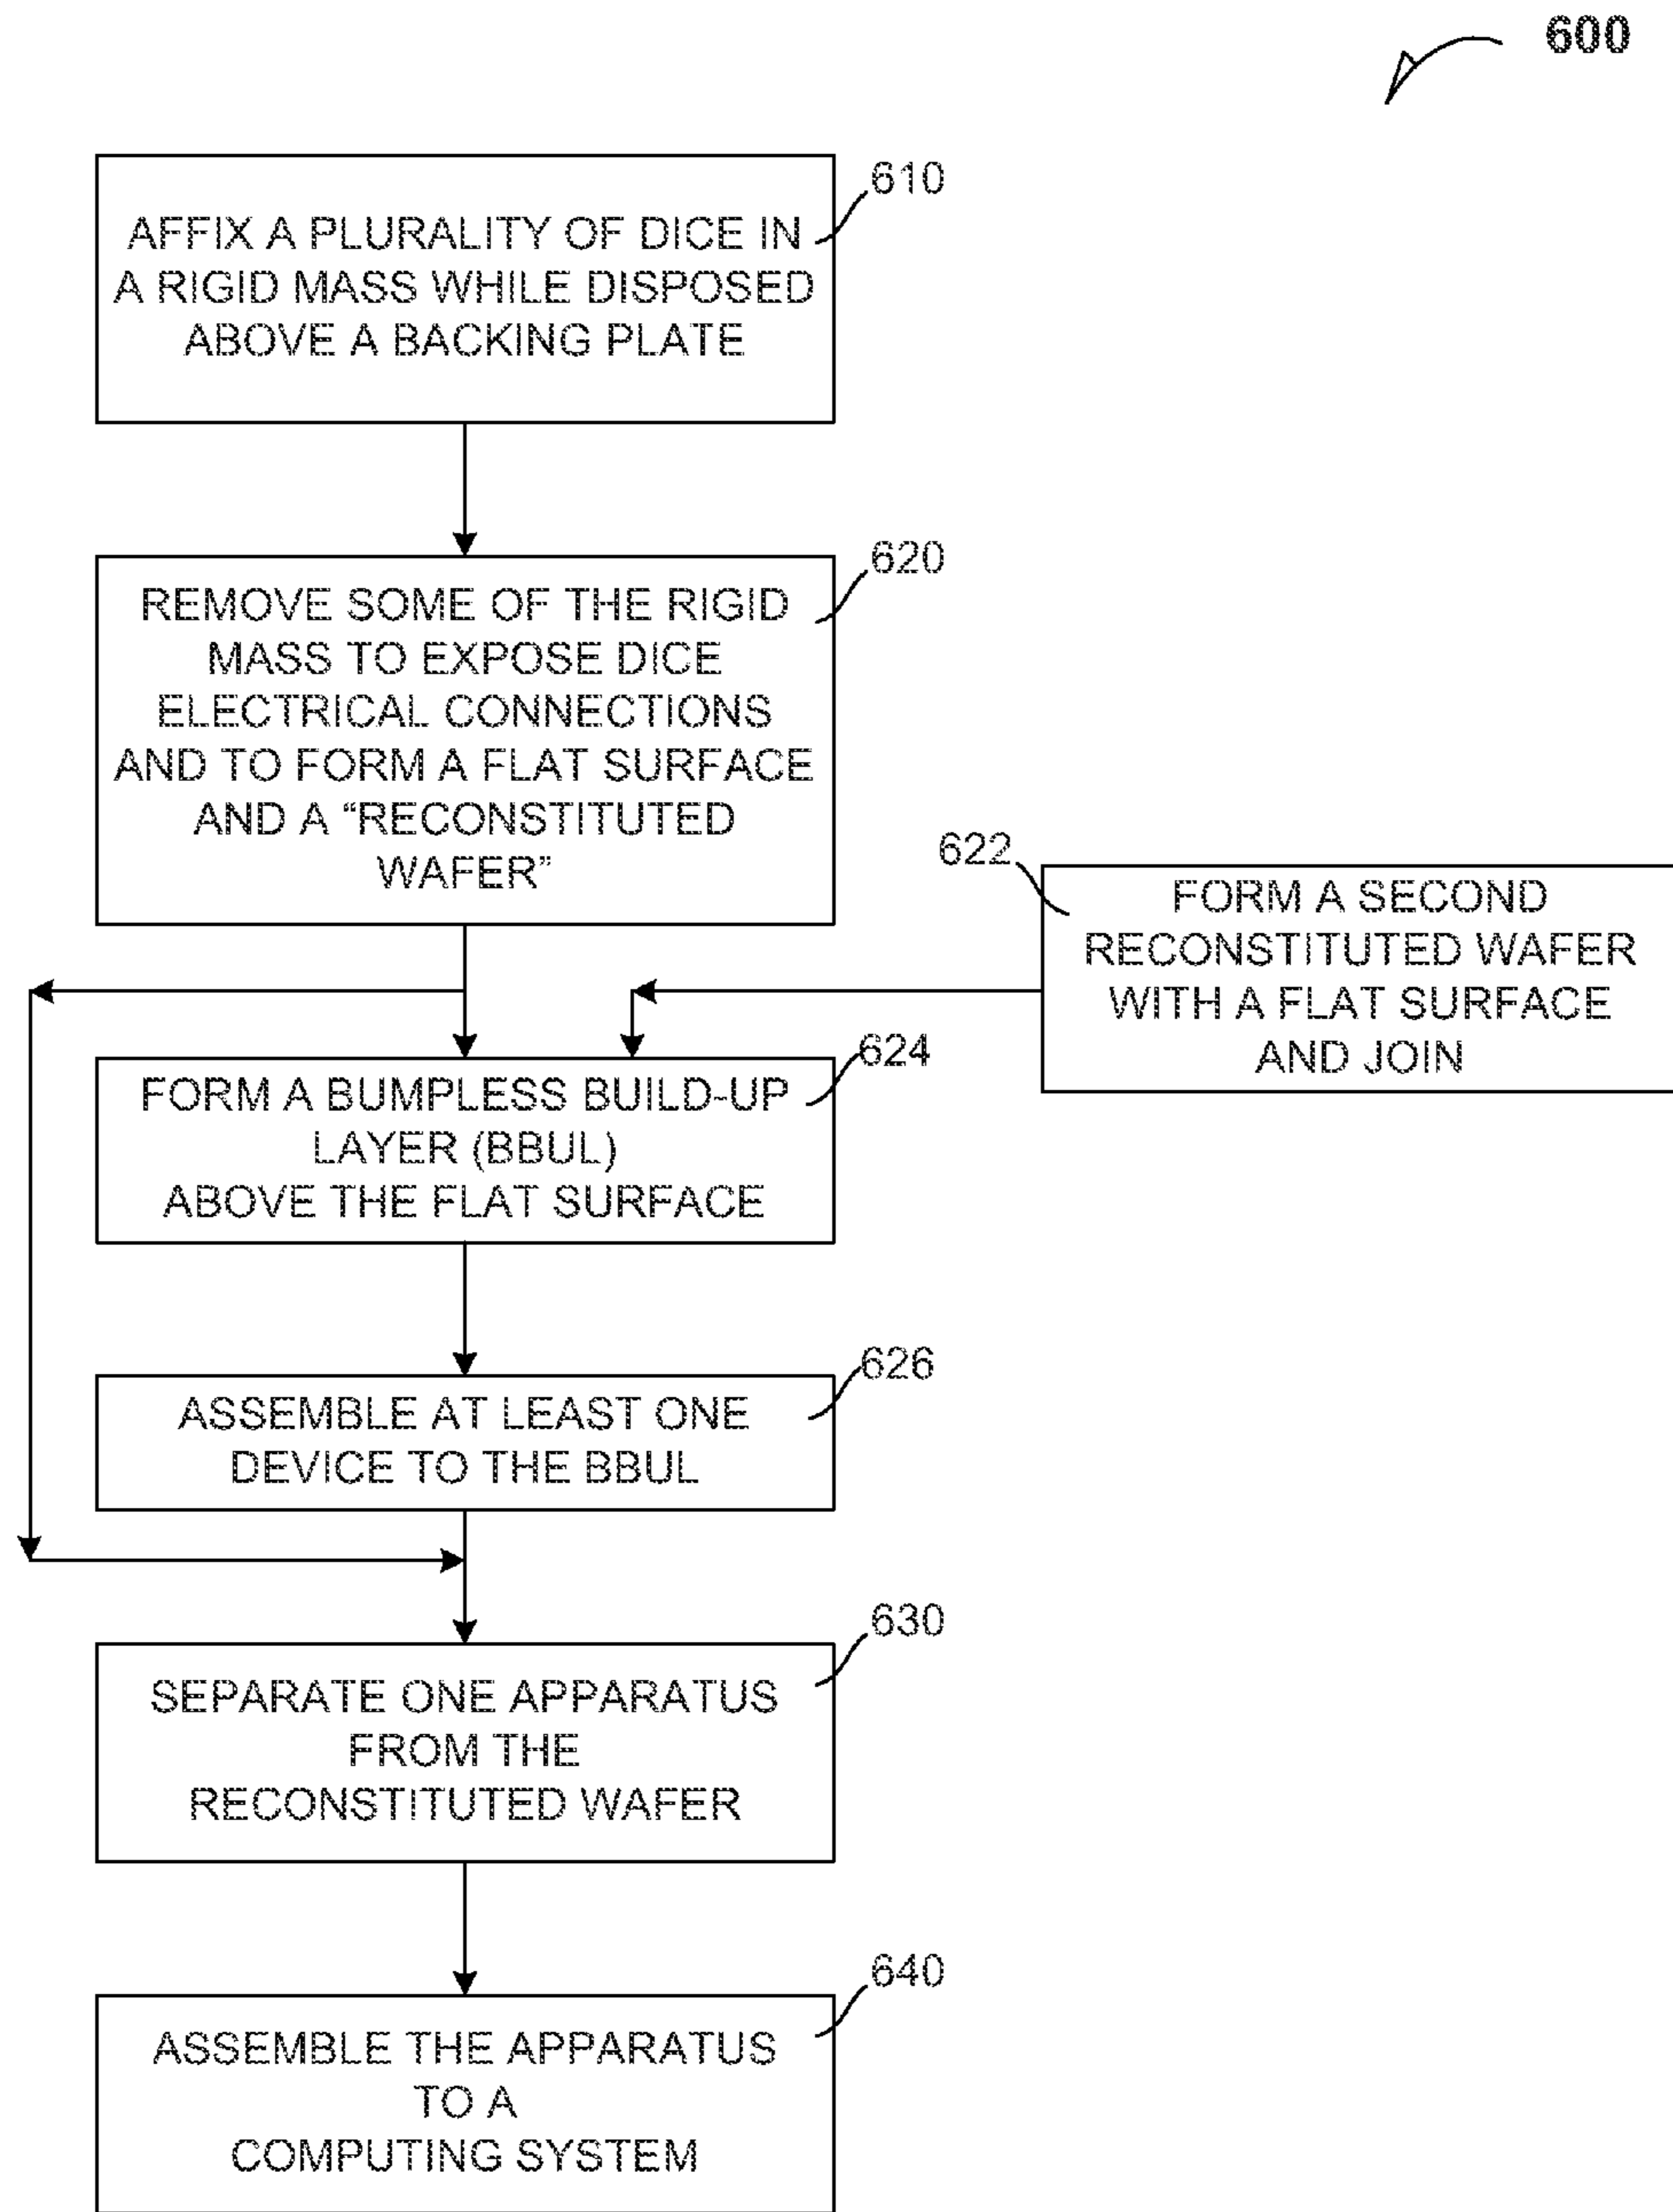 600
610
AFFIX A PLURALITY OF DICE IN
A RIGID MASS WHILE DISPOSED
ABOVE A BACKING PLATE
620
REMOVE SOME OF THE RIGID
MASS TO EXPOSE DICE
ELECTRICAL CONNECTIONS
AND TO FORM A FLAT SURFACE
AND A “RECONSTITUTED
WAFER”
622
FORM A SECOND
RECONSTITUTED WAFER
WITH A FLAT SURFACE
AND JOIN
624
FORM A BUMPLESS BUILD-UP
LAYER (BBUL)
ABOVE THE FLAT SURFACE
626
ASSEMBLE AT LEAST ONE
DEVICE TO THE BBUL
630
SEPARATE ONE APPARATUS
FROM THE
RECONSTITUTED WAFER
640
ASSEMBLE THE APPARATUS
TO A
COMPUTING SYSTEM